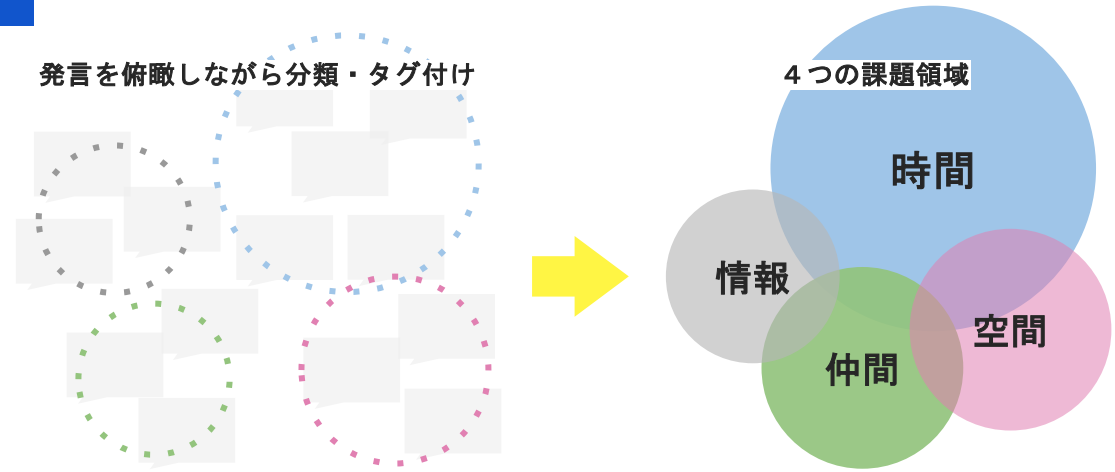 発言を俯瞰しながら分類・タグ付け
４つの課題領域
時間
情報
空間
仲間